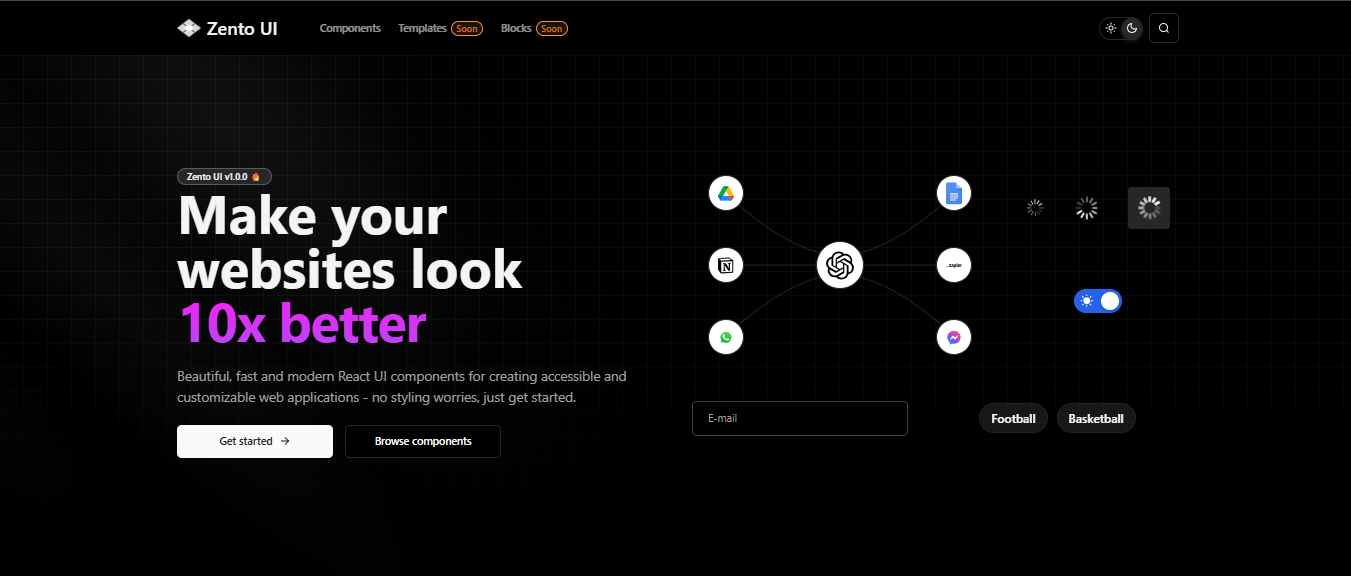 Zento UI
Components
Templates Soon
Blocks Soon
Zento UI v1.0.0 🔥
Make your
websites look
10x better
Beautiful, fast and modern React UI components for creating accessible and
customizable web applications - no styling worries, just get started.
Get started →
Browse components
N
zapier
E-mail
Football
Basketball